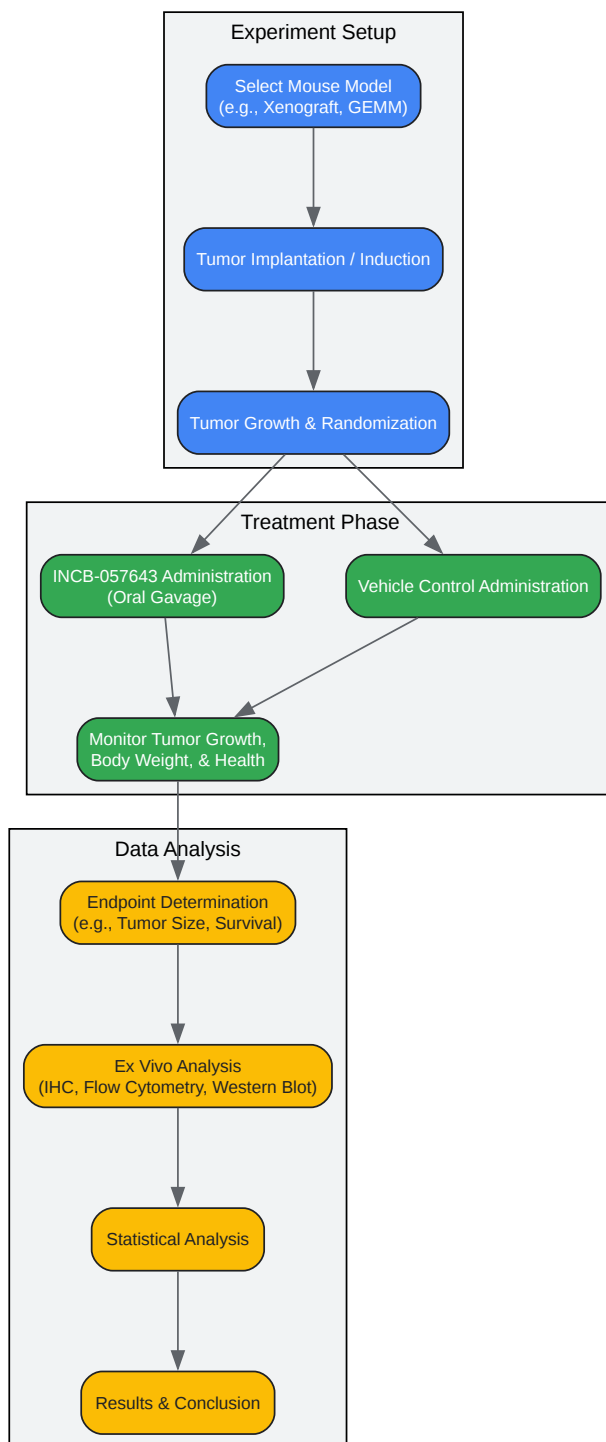 Experiment Setup
Select Mouse Model
(e.g., Xenograft, GEMM)
Tumor Implantation / Induction
Tumor Growth & Randomization
Treatment Phase
INCB-057643 Administration
(Oral Gavage)
Vehicle Control Administration
Monitor Tumor Growth,
Body Weight, & Health
Data Analysis
Endpoint Determination
(e.g., Tumor Size, Survival)
Ex Vivo Analysis
(IHC, Flow Cytometry, Western Blot)
Statistical Analysis
Results & Conclusion